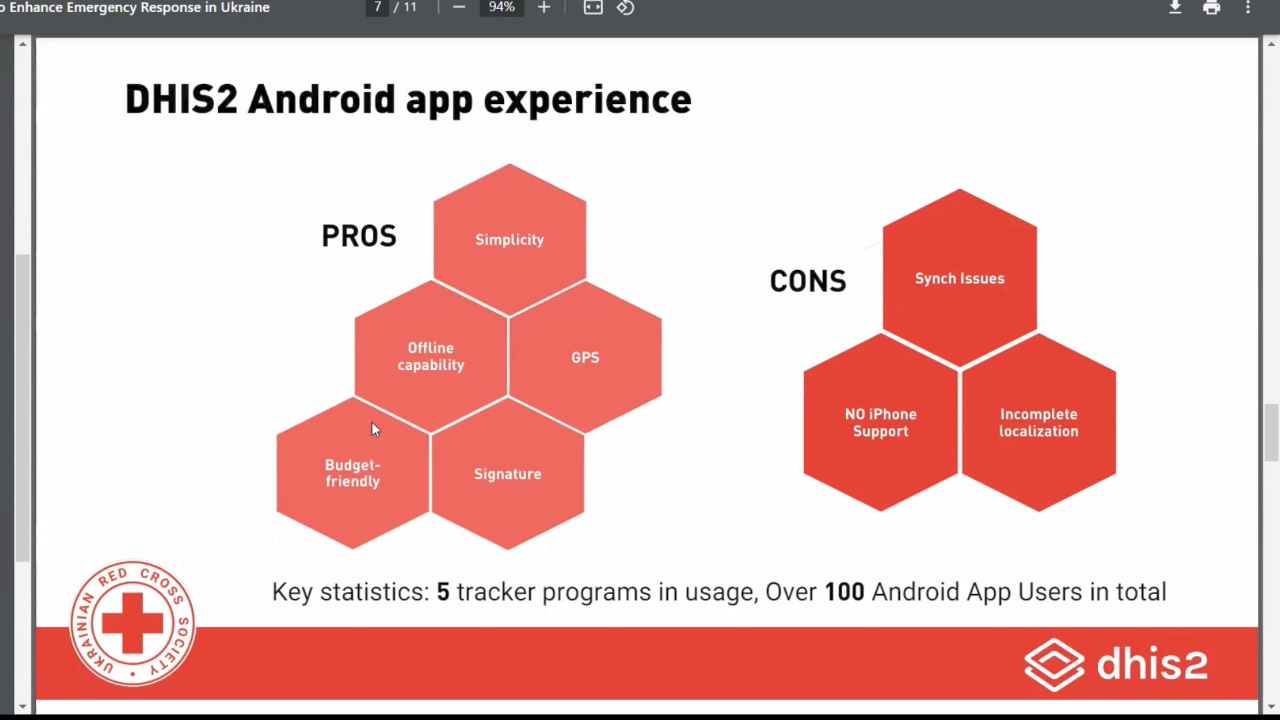 o Enhance Emergency Response in Ukraine
7 / 11
94%
DHIS2 Android app experience
PROS
Simplicity
Offline
capability
GPS
Budget-
friendly
Signature
CONS
Synch Issues
NO iPhone
Support
Incomplete
localization
Key statistics: 5 tracker programs in usage, Over 100 Android App Users in total
UKRAINIAN RED CROSS SOCIETY
dhis2